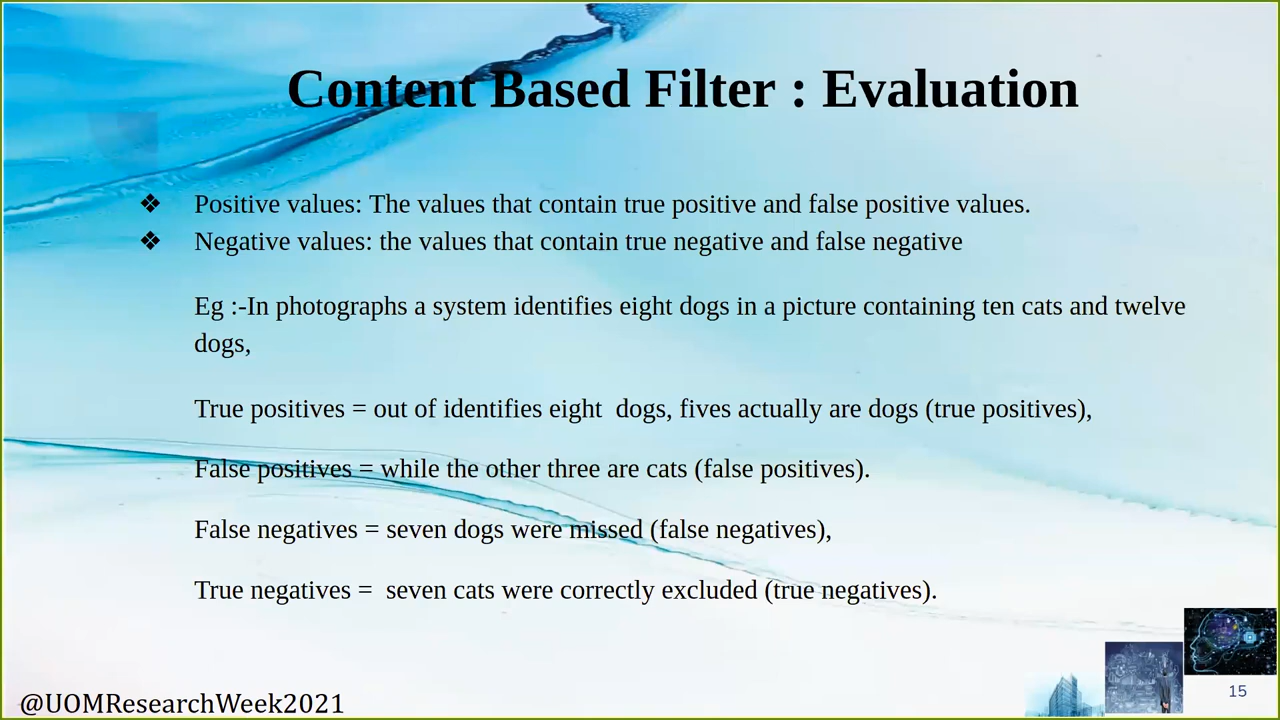 Content Based Filter : Evaluation
❖ Positive values: The values that contain true positive and false positive values.
❖ Negative values: the values that contain true negative and false negative
Eg :-In photographs a system identifies eight dogs in a picture containing ten cats and twelve
dogs,
True positives = out of identifies eight  dogs, fives actually are dogs (true positives),
False positives = while the other three are cats (false positives).
False negatives = seven dogs were missed (false negatives),
True negatives =  seven cats were correctly excluded (true negatives).
@UOMResearchWeek2021
15